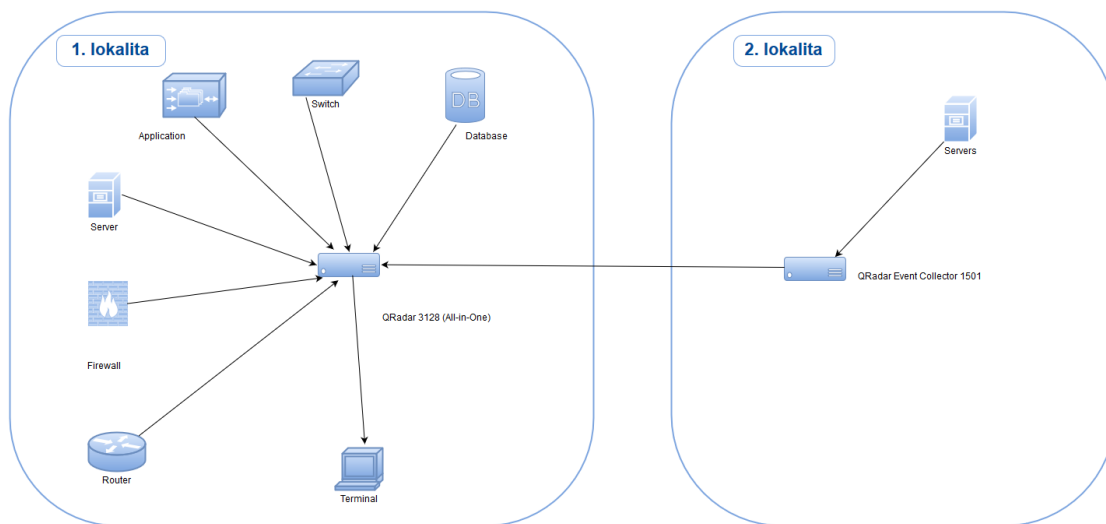 1. lokalita
2. lokalita
Switch
DB
Application
Database
Servers
Server
QRadar Event Collector 1501
QRadar 3128 (All-in-One)
Firewall
Router
Terminal